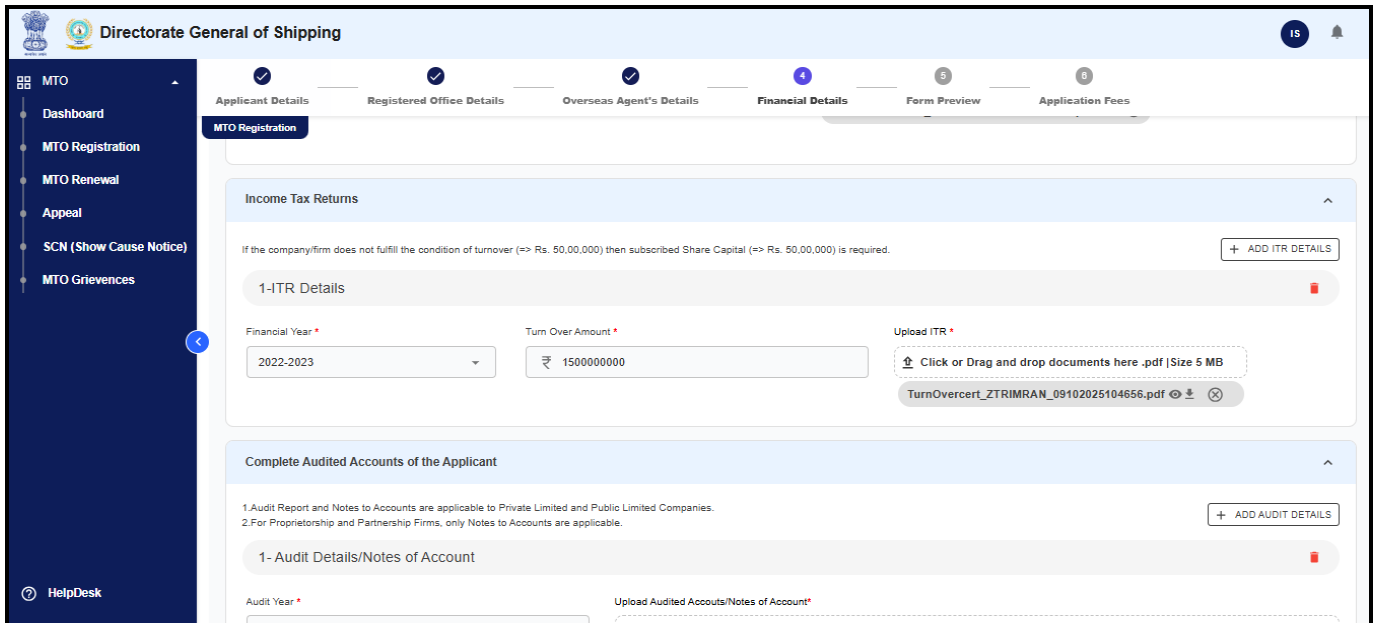 Directorate General of Shipping
IS
MTO
Dashboard
MTO Registration
MTO Renewal
Appeal
SCN (Show Cause Notice)
MTO Grievences
HelpDesk
4
5
6
Applicant Details
Registered Office Details
Overseas Agent's Details
Financial Details
Form Preview
Application Fees
MTO Registration
Income Tax Returns
If the company/firm does not fulfill the condition of turnover (=> Rs. 50,00,000) then subscribed Share Capital (=> Rs. 50,00,000) is required.
+ ADD ITR DETAILS
1-ITR Details
Financial Year *
Turn Over Amount *
Upload ITR *
2022-2023
₹ 1500000000
Click or Drag and drop documents here .pdf |Size 5 MB
TurnOvercert_ZTRIMRAN_09102025104656.pdf
Complete Audited Accounts of the Applicant
1.Audit Report and Notes to Accounts are applicable to Private Limited and Public Limited Companies.
2.For Proprietorship and Partnership Firms, only Notes to Accounts are applicable.
+ ADD AUDIT DETAILS
1- Audit Details/Notes of Account
Audit Year *
Upload Audited Accouts/Notes of Account*